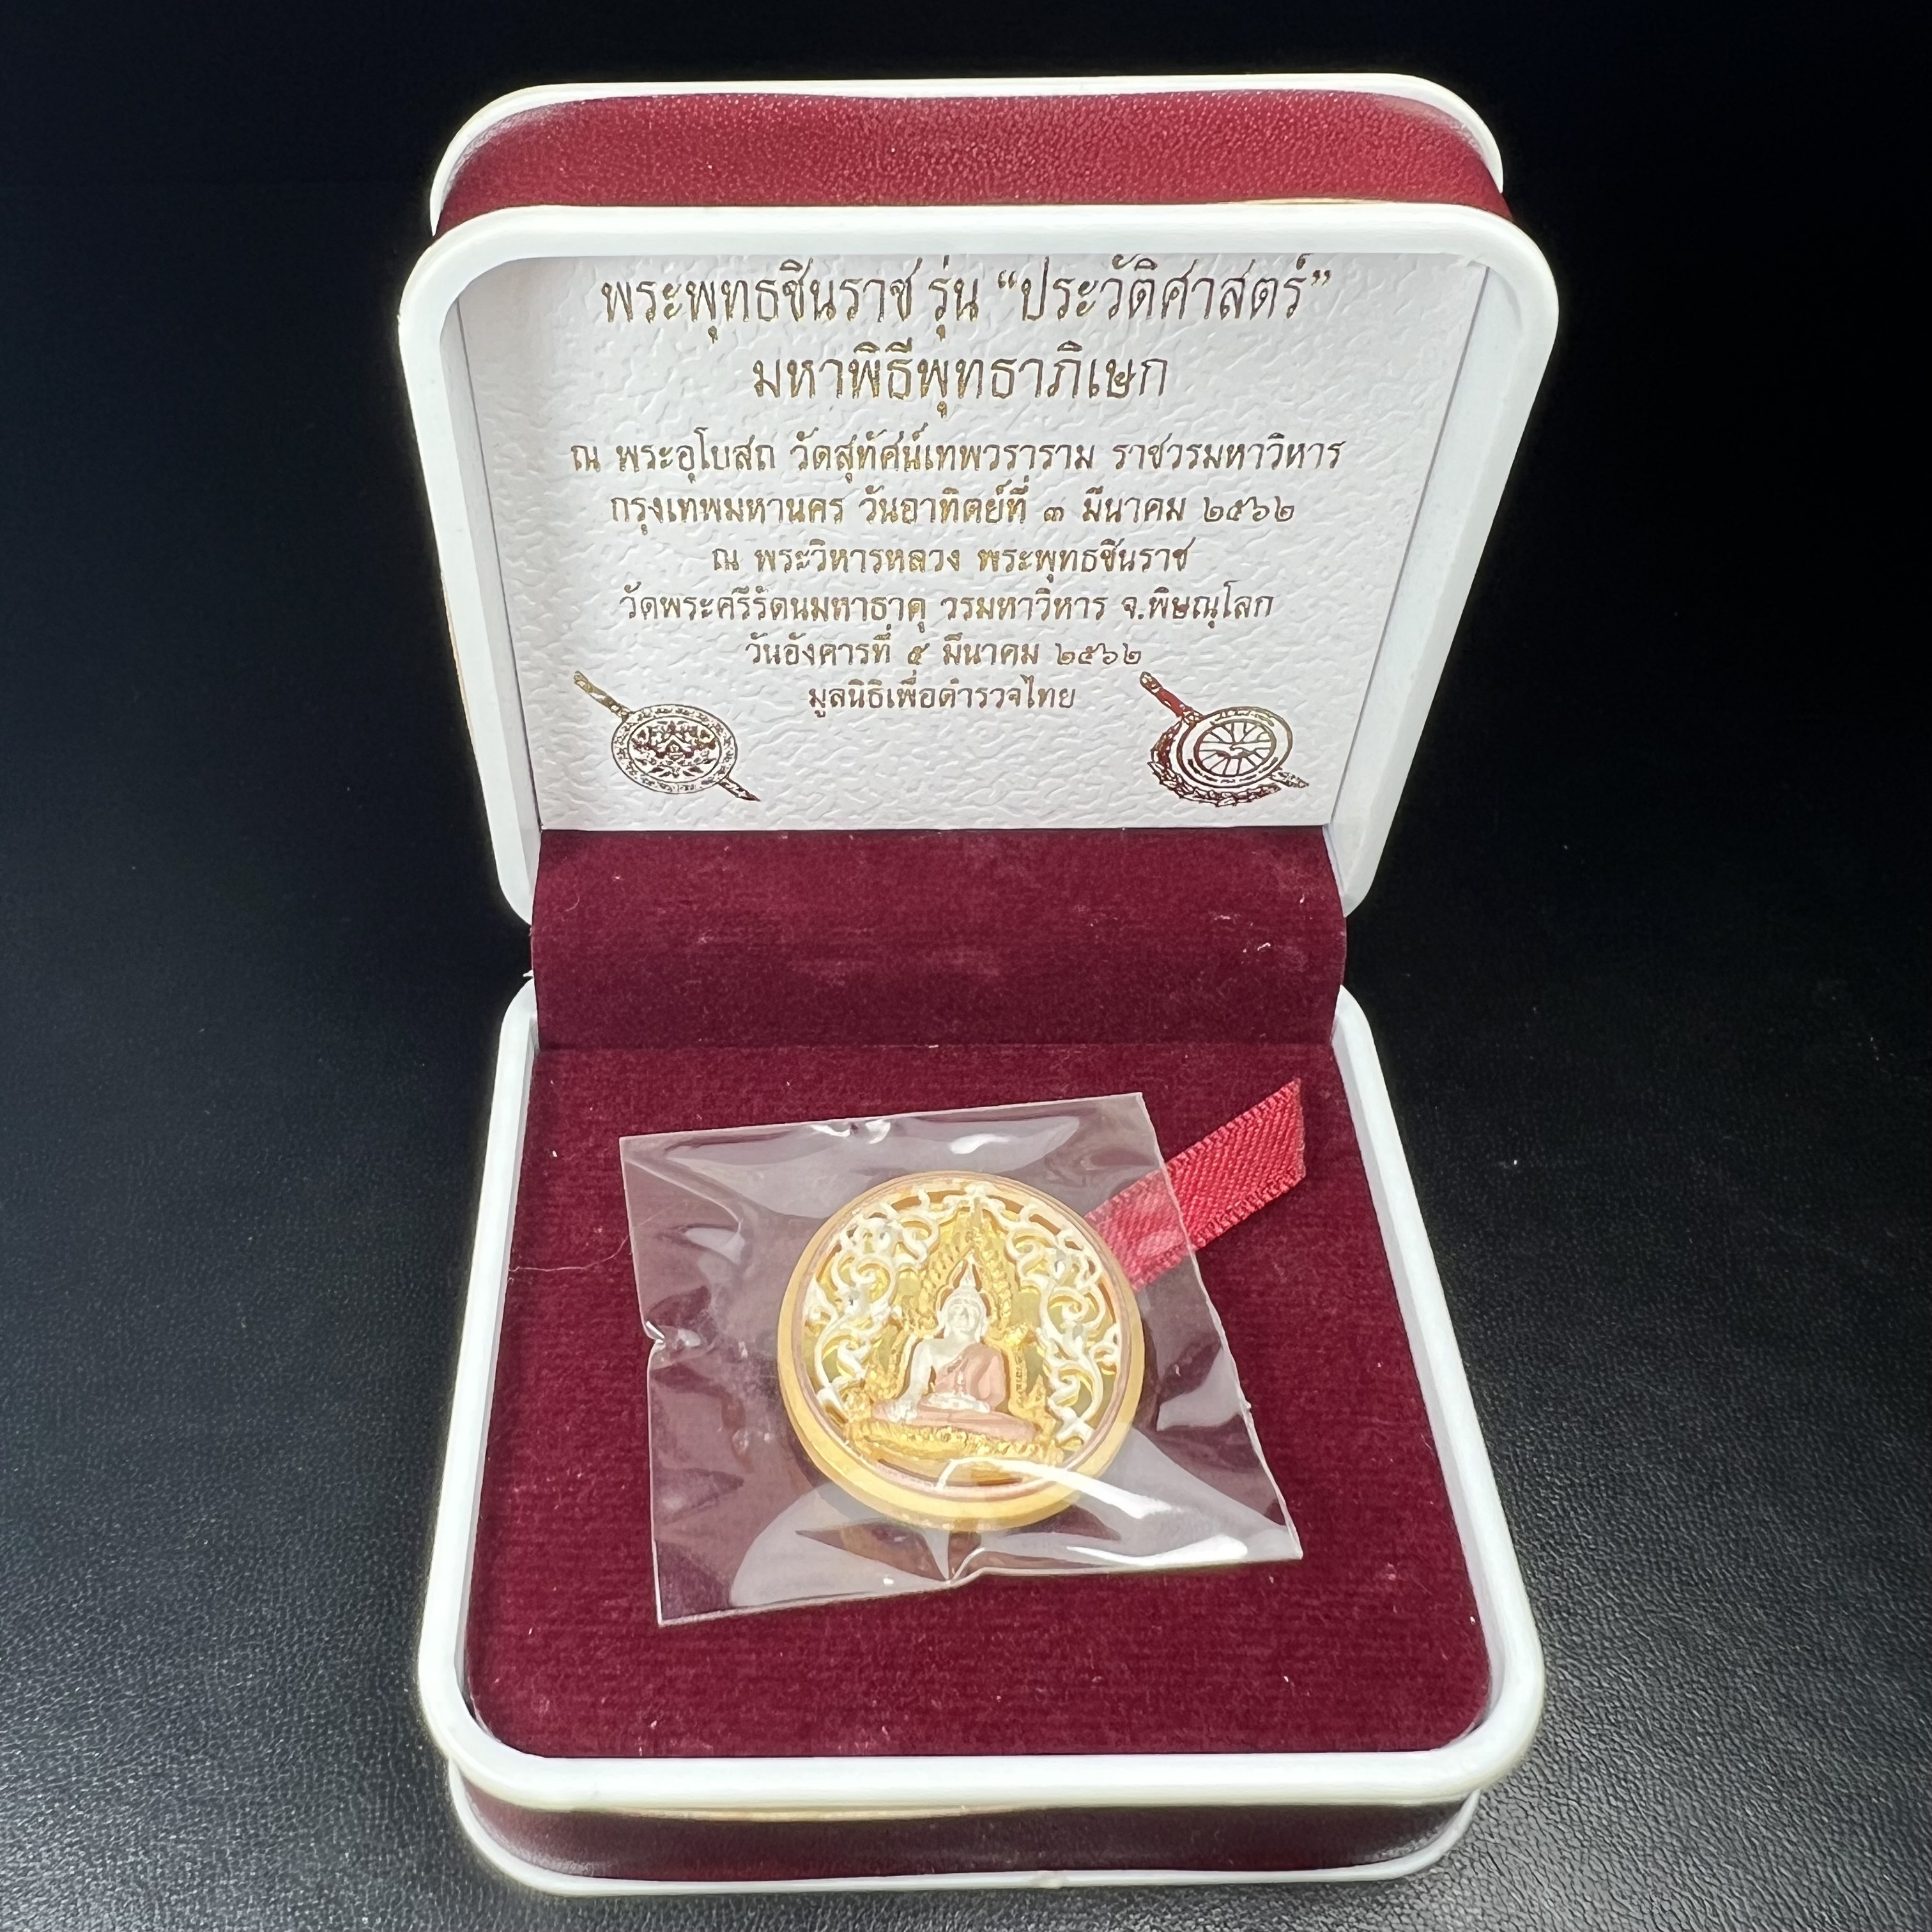 พระพุทธชินราช รุ่น “ประวัติศาสตร์”
มหาพิธีพุทธาภิเษก
ณ พระอุโบสถ วัดสุทัศน์เทพวราราม ราชวรมหาวิหาร
กรุงเทพมหานคร วันอาทิตย์ที่ ๓ มีนาคม ๒๕๖๒
ณ พระวิหารหลวง พระพุทธชินราช
วัดพระศรีรัตนมหาธาตุ วรมหาวิหาร จ.พิษณุโลก
วันอังคารที่ ๕ มีนาคม ๒๕๖๒
มูลนิธิเพื่อตำรวจไทย